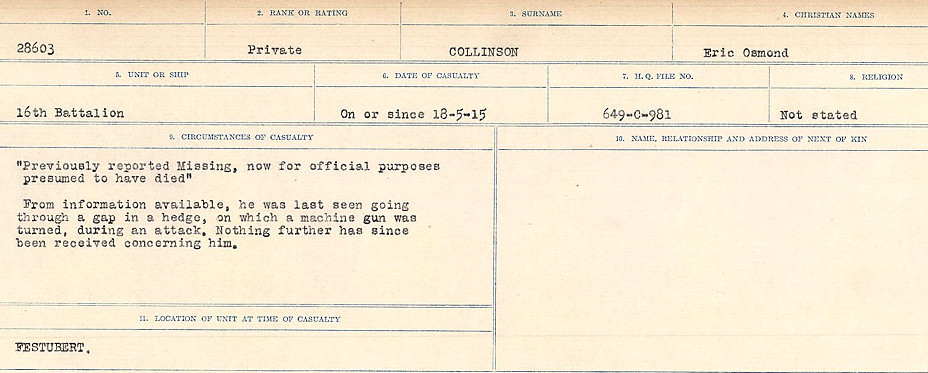 1. NO.
2. RANK OR RATING
3. SURNAME
4. CHRISTIAN NAMES
28603
Private
COLLINSON
Eric Osmond
5. UNIT OR SHIP
6. DATE OF CASUALTY
7. H.Q. FILE NO.
8. RELIGION
16th Battalion
On or since 18-5-15
649-C-981
Not stated
9. CIRCUMSTANCES OF CASUALTY
10. NAME, RELATIONSHIP AND ADDRESS OF NEXT OF KIN
"Previously reported Missing, now for official purposes
presumed to have died"
From information available, he was last seen going
through a gap in a hedge, on which a machine gun was
turned, during an attack. Nothing further has since
been received concerning him.
11. LOCATION OF UNIT AT TIME OF CASUALTY
FESTUBERT.